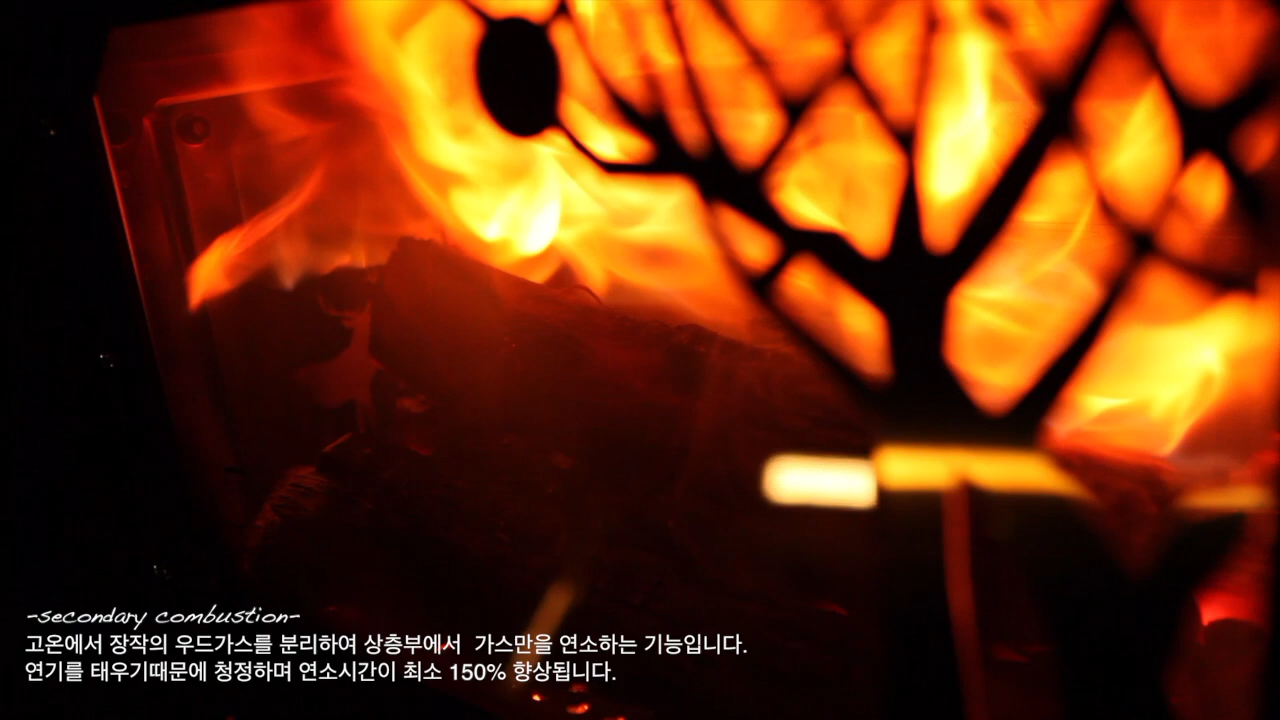 -secondary combustion-
고온에서 장작의 우드가스를 분리하여 상층부에서 가스만을 연소하는 기능입니다.
연기를 태우기때문에 청정하며 연소시간이 최소 150% 향상됩니다.